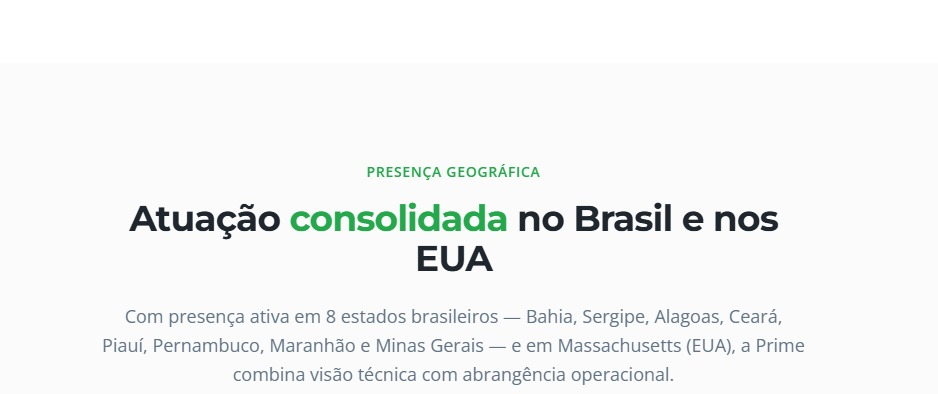 PRESENÇA GEOGRÁFICA
Atuação consolidada no Brasil e nos
EUA
Com presença ativa em 8 estados brasileiros — Bahia, Sergipe, Alagoas, Ceará,
Piauí, Pernambuco, Maranhão e Minas Gerais — e em Massachusetts (EUA), a Prime
combina visão técnica com abrangência operacional.